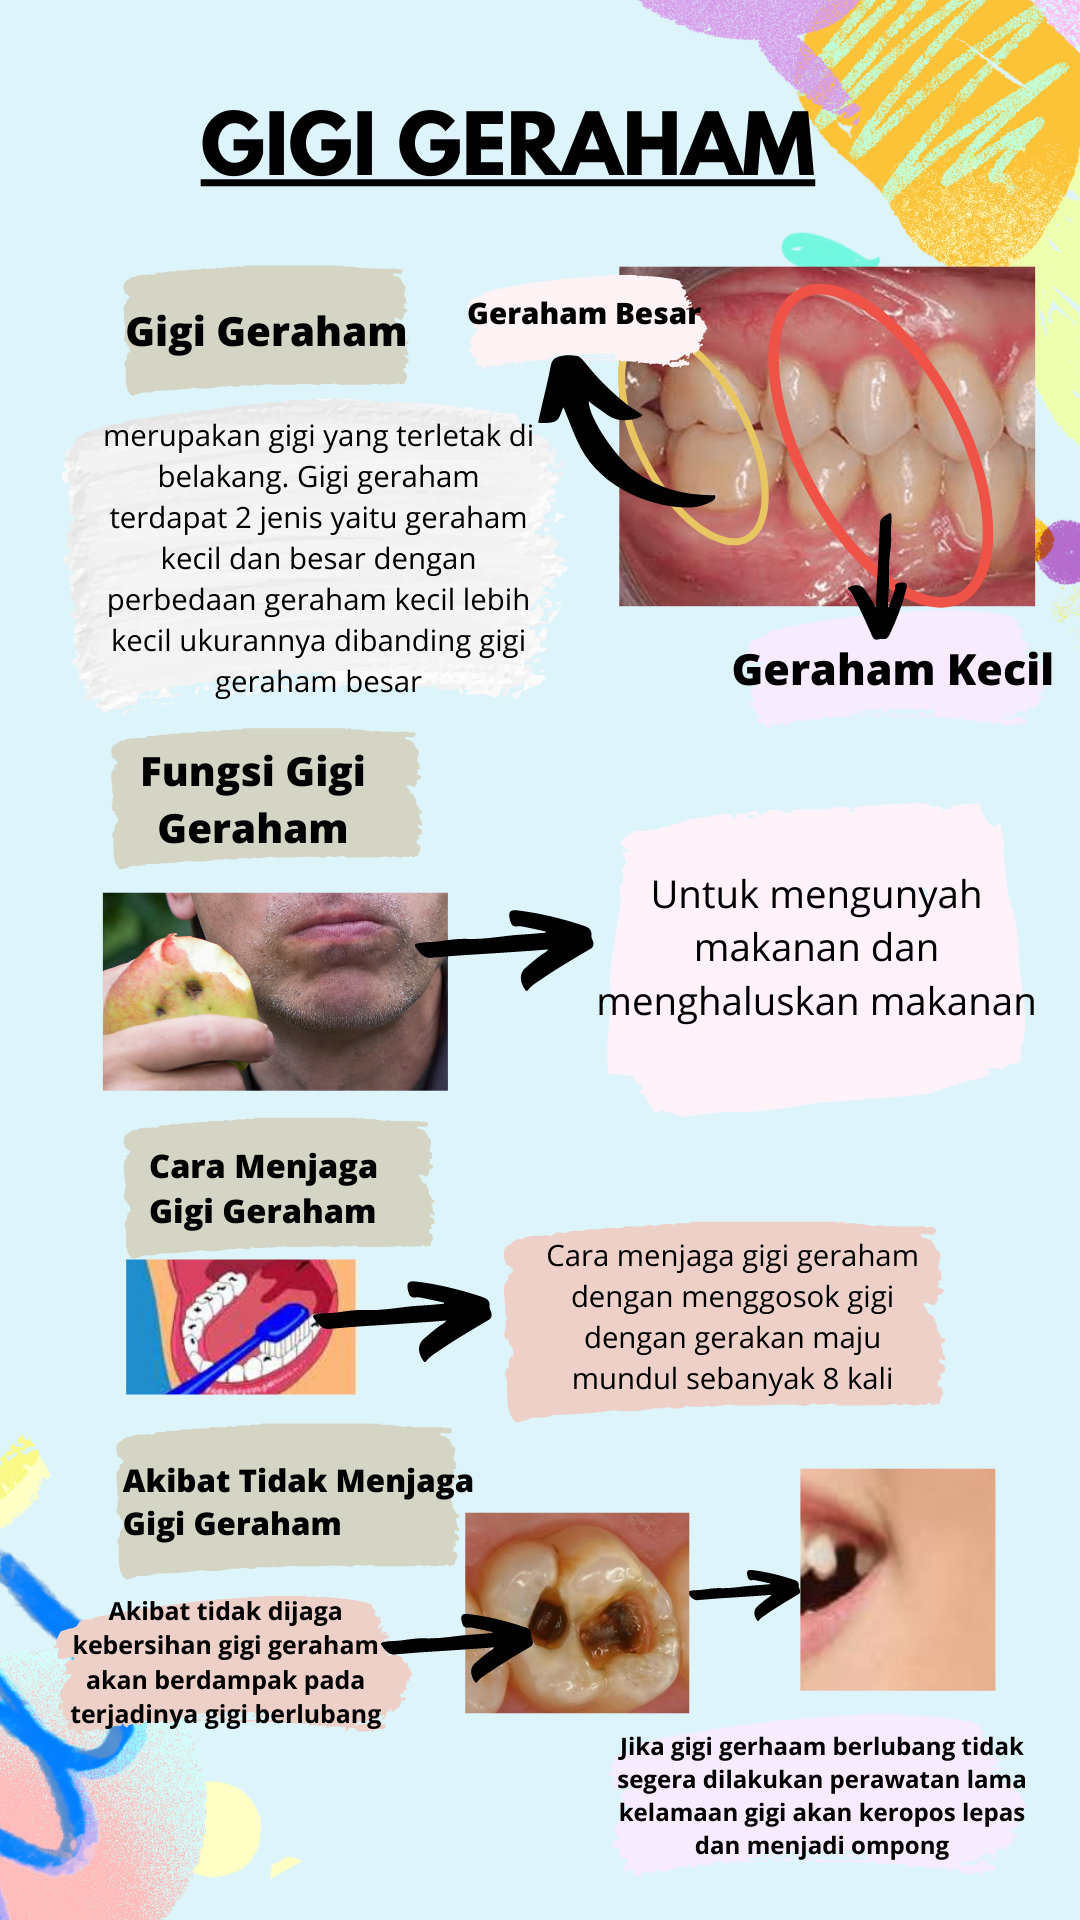 GIGI GERAHAM
Gigi Geraham
Geraham Besar
merupakan gigi yang terletak di
belakang. Gigi geraham
terdapat 2 jenis yaitu geraham
kecil dan besar dengan
perbedaan geraham kecil lebih
kecil ukurannya dibanding gigi
geraham besar
Geraham Kecil
Fungsi Gigi
Geraham
Untuk mengunyah
makanan dan
menghaluskan makanan
Cara Menjaga
Gigi Geraham
Cara menjaga gigi geraham
dengan menggosok gigi
dengan gerakan maju
mundul sebanyak 8 kali
Akibat Tidak Menjaga
Gigi Geraham
Akibat tidak dijaga
kebersihan gigi geraham
akan berdampak pada
terjadinya gigi berlubang
Jika gigi gerhaam berlubang tidak
segera dilakukan perawatan lama
kelamaan gigi akan keropos lepas
dan menjadi ompong